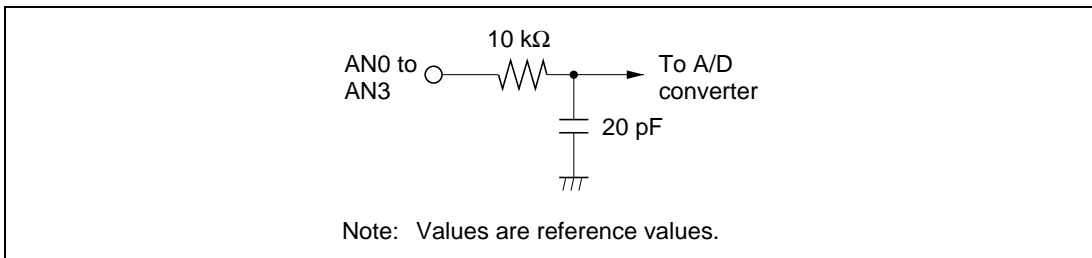 10 kΩ
AN0 to
AN3
To A/D
converter
20 pF
Note: Values are reference values.